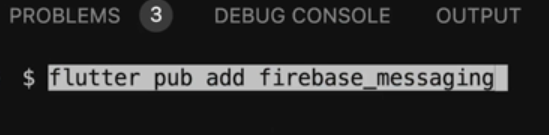 PROBLEMS 3 DEBUG CONSOLE OUTPUT
$ flutter pub add firebase_messaging